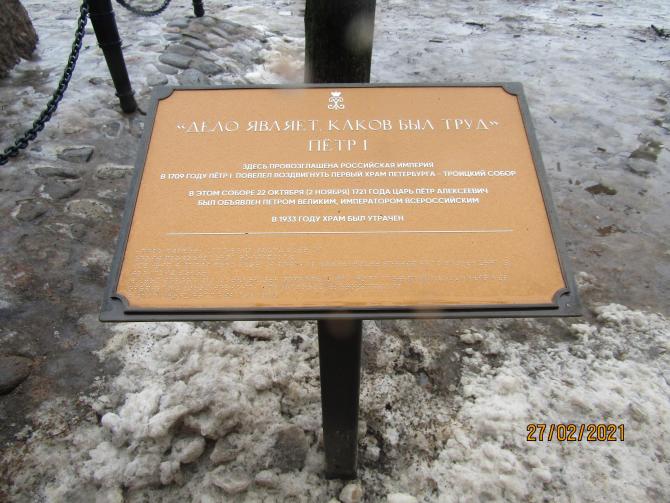 «ДЕЛО ЯВЛЯЕТ, КАКОВ БЫЛ ТРУД»
ПЁТР I
ЗДЕСЬ ПРОВОЗГЛАШЕНА РОССИЙСКАЯ ИМПЕРИЯ
В 1709 ГОДУ ПЁТР I ПОВЕЛЕЛ ВОЗДВИГНУТЬ ПЕРВЫЙ ХРАМ ПЕТЕРБУРГА - ТРОИЦКИЙ СОБОР
В ЭТОМ СОБОРЕ 22 ОКТЯБРЯ (2 НОЯБРЯ) 1721 ГОДА ЦАРЬ ПЁТР АЛЕКСЕЕВИЧ
БЫЛ ОБЪЯВЛЕН ПЕТРОМ ВЕЛИКИМ, ИМПЕРАТОРОМ ВСЕРОССИЙСКИМ
В 1933 ГОДУ ХРАМ БЫЛ УТРАЧЕН
27/02/2021